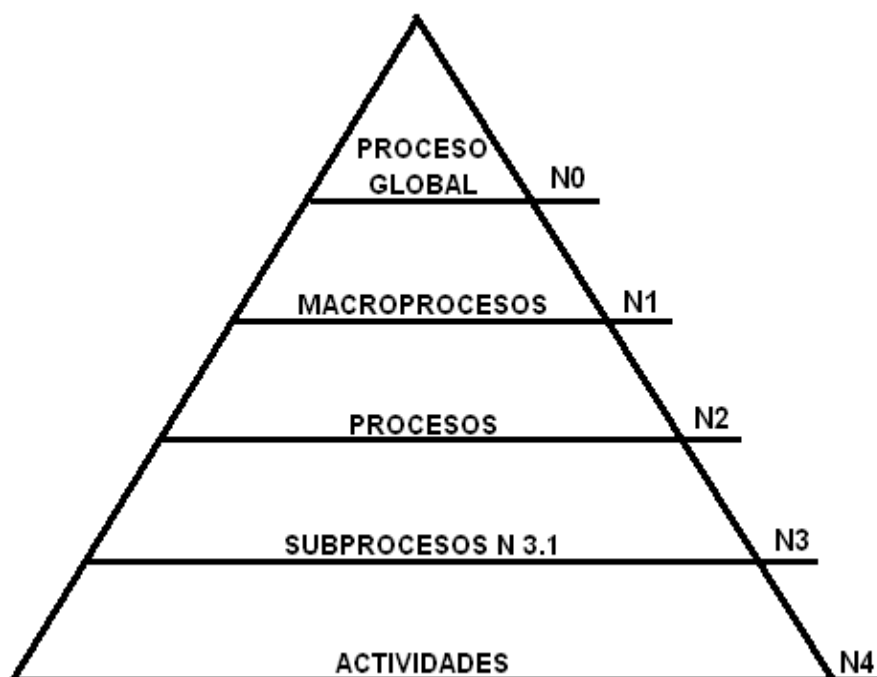 PROCESO
GLOBAL N0
MACROPROCESOS N1
PROCESOS N2
SUBPROCESOS N 3.1 N3
ACTIVIDADES N4